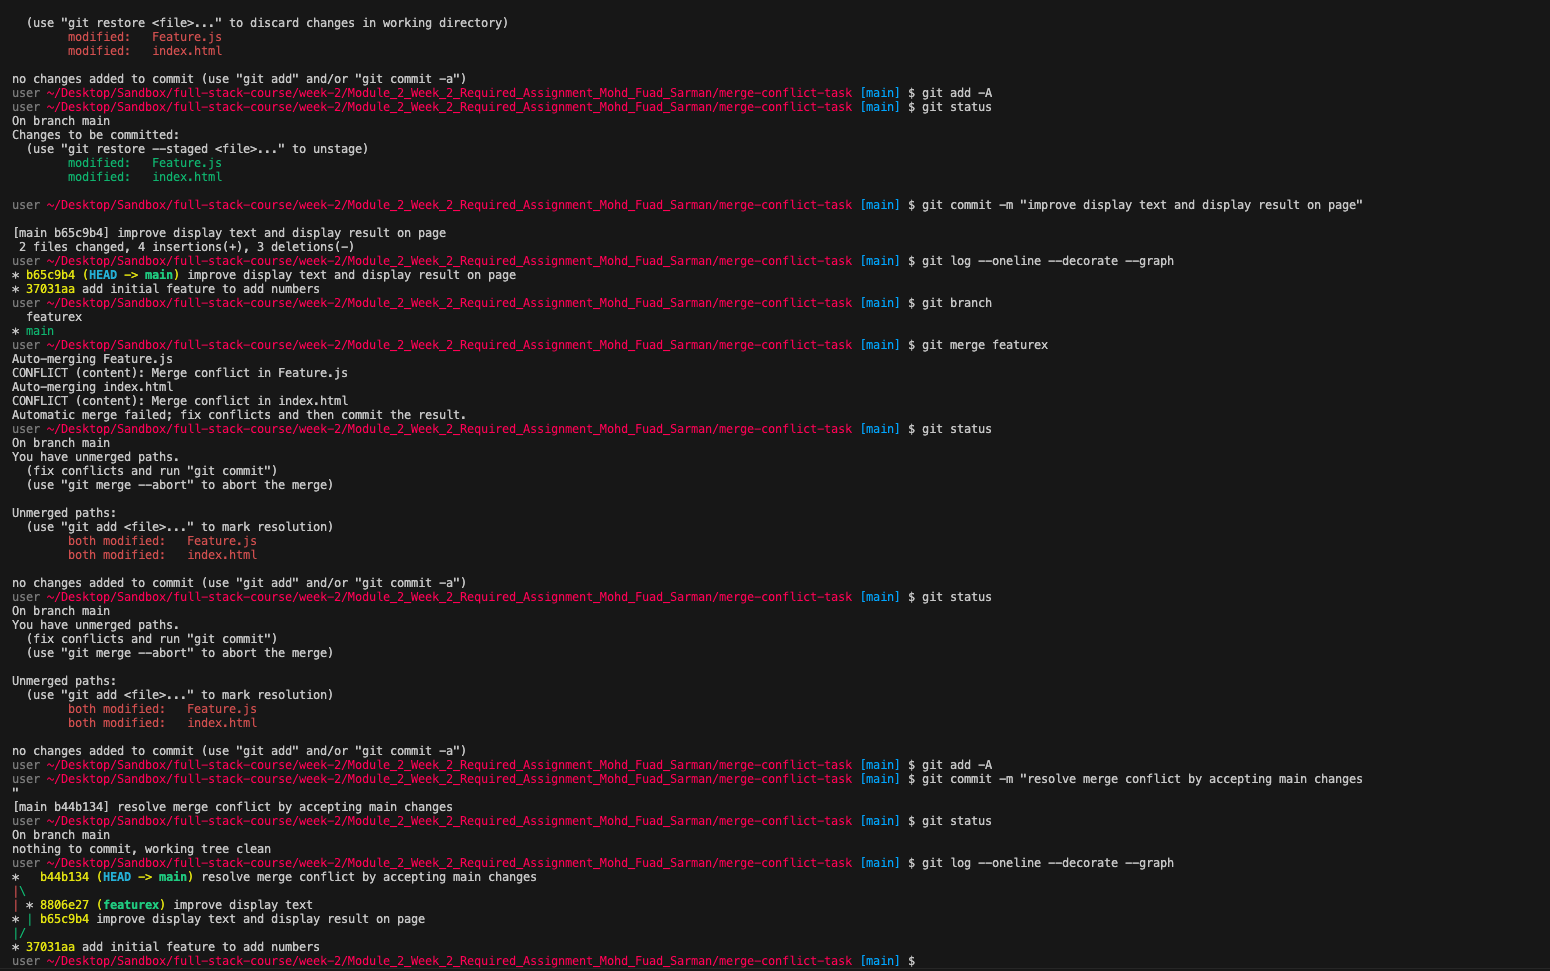 (use "git restore <file>..." to discard changes in working directory)
        modified:   Feature.js
        modified:   index.html

no changes added to commit (use "git add" and/or "git commit -a")
user ~/Desktop/Sandbox/full-stack-course/week-2/Module_2_Week_2_Required_Assignment_Mohd_Fuad_Sarman/merge-conflict-task [main] $ git add -A
user ~/Desktop/Sandbox/full-stack-course/week-2/Module_2_Week_2_Required_Assignment_Mohd_Fuad_Sarman/merge-conflict-task [main] $ git status
On branch main
Changes to be committed:
  (use "git restore --staged <file>..." to unstage)
        modified:   Feature.js
        modified:   index.html

user ~/Desktop/Sandbox/full-stack-course/week-2/Module_2_Week_2_Required_Assignment_Mohd_Fuad_Sarman/merge-conflict-task [main] $ git commit -m "improve display text and display result on page"

[main b65c9b4] improve display text and display result on page
 2 files changed, 4 insertions(+), 3 deletions(-)
user ~/Desktop/Sandbox/full-stack-course/week-2/Module_2_Week_2_Required_Assignment_Mohd_Fuad_Sarman/merge-conflict-task [main] $ git log --oneline --decorate --graph
* b65c9b4 (HEAD -> main) improve display text and display result on page
* 37031aa add initial feature to add numbers
user ~/Desktop/Sandbox/full-stack-course/week-2/Module_2_Week_2_Required_Assignment_Mohd_Fuad_Sarman/merge-conflict-task [main] $ git branch
  featurex
* main
user ~/Desktop/Sandbox/full-stack-course/week-2/Module_2_Week_2_Required_Assignment_Mohd_Fuad_Sarman/merge-conflict-task [main] $ git merge featurex
Auto-merging Feature.js
CONFLICT (content): Merge conflict in Feature.js
Auto-merging index.html
CONFLICT (content): Merge conflict in index.html
Automatic merge failed; fix conflicts and then commit the result.
user ~/Desktop/Sandbox/full-stack-course/week-2/Module_2_Week_2_Required_Assignment_Mohd_Fuad_Sarman/merge-conflict-task [main] $ git status
On branch main
You have unmerged paths.
  (fix conflicts and run "git commit")
  (use "git merge --abort" to abort the merge)

Unmerged paths:
  (use "git add <file>..." to mark resolution)
        both modified:   Feature.js
        both modified:   index.html

no changes added to commit (use "git add" and/or "git commit -a")
user ~/Desktop/Sandbox/full-stack-course/week-2/Module_2_Week_2_Required_Assignment_Mohd_Fuad_Sarman/merge-conflict-task [main] $ git status
On branch main
You have unmerged paths.
  (fix conflicts and run "git commit")
  (use "git merge --abort" to abort the merge)

Unmerged paths:
  (use "git add <file>..." to mark resolution)
        both modified:   Feature.js
        both modified:   index.html

no changes added to commit (use "git add" and/or "git commit -a")
user ~/Desktop/Sandbox/full-stack-course/week-2/Module_2_Week_2_Required_Assignment_Mohd_Fuad_Sarman/merge-conflict-task [main] $ git add -A
user ~/Desktop/Sandbox/full-stack-course/week-2/Module_2_Week_2_Required_Assignment_Mohd_Fuad_Sarman/merge-conflict-task [main] $ git commit -m "resolve merge conflict by accepting main changes
"
[main b44b134] resolve merge conflict by accepting main changes
user ~/Desktop/Sandbox/full-stack-course/week-2/Module_2_Week_2_Required_Assignment_Mohd_Fuad_Sarman/merge-conflict-task [main] $ git status
On branch main
nothing to commit, working tree clean
user ~/Desktop/Sandbox/full-stack-course/week-2/Module_2_Week_2_Required_Assignment_Mohd_Fuad_Sarman/merge-conflict-task [main] $ git log --oneline --decorate --graph
*   b44b134 (HEAD -> main) resolve merge conflict by accepting main changes
|\
| * 8806e27 (featurex) improve display text
* | b65c9b4 improve display text and display result on page
|/
* 37031aa add initial feature to add numbers
user ~/Desktop/Sandbox/full-stack-course/week-2/Module_2_Week_2_Required_Assignment_Mohd_Fuad_Sarman/merge-conflict-task [main] $